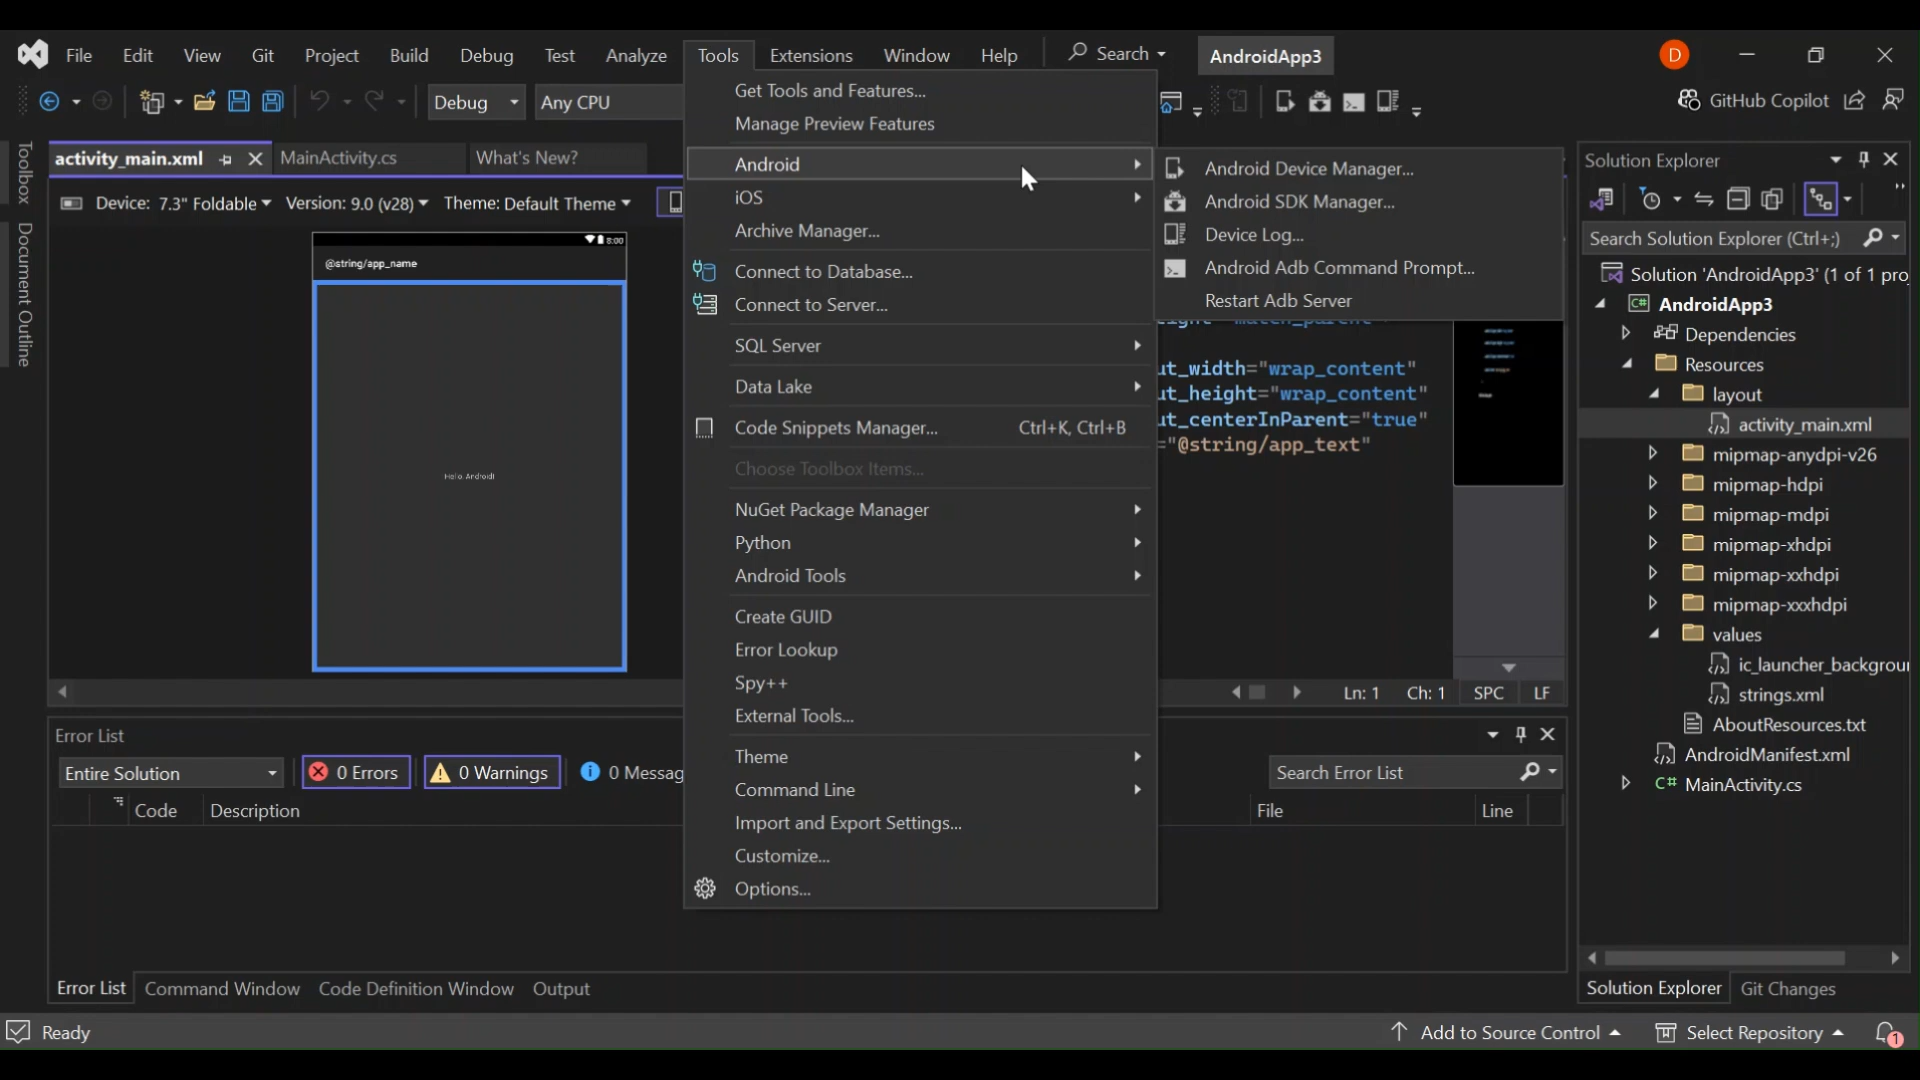 File Edit View Git Project Build Debug Test Analyze Tools Extensions Window Help Search AndroidApp3 D
Debug Any CPU GitHub Copilot
Toolbox
Document Outline
activity_main.xml MainActivity.cs What's New?
Device: 7.3" Foldable Version: 9.0 (v28) Theme: Default Theme
8:00
@string/app_name
Hello Android!
Get Tools and Features...
Manage Preview Features
Android
iOS
Archive Manager...
Connect to Database...
Connect to Server...
SQL Server
Data Lake
Code Snippets Manager... Ctrl+K, Ctrl+B
Choose Toolbox Items...
NuGet Package Manager
Python
Android Tools
Create GUID
Error Lookup
Spy++
External Tools...
Theme
Command Line
Import and Export Settings...
Customize...
Options...
Android Device Manager...
Android SDK Manager...
Device Log...
Android Adb Command Prompt...
Restart Adb Server
ut_width="wrap_content"
ut_height="wrap_content"
ut_centerInParent="true"
="@string/app_text"
Ln: 1 Ch: 1 SPC LF
Error List
Entire Solution 0 Errors 0 Warnings 0 Messag Search Error List
Code Description File Line
Error List Command Window Code Definition Window Output
Solution Explorer
Search Solution Explorer (Ctrl+;)
Solution 'AndroidApp3' (1 of 1 pro
AndroidApp3
Dependencies
Resources
layout
activity_main.xml
mipmap-anydpi-v26
mipmap-hdpi
mipmap-mdpi
mipmap-xhdpi
mipmap-xxhdpi
mipmap-xxxhdpi
values
ic_launcher_backgrou
strings.xml
AboutResources.txt
AndroidManifest.xml
C# MainActivity.cs
Solution Explorer Git Changes
Ready Add to Source Control Select Repository 1